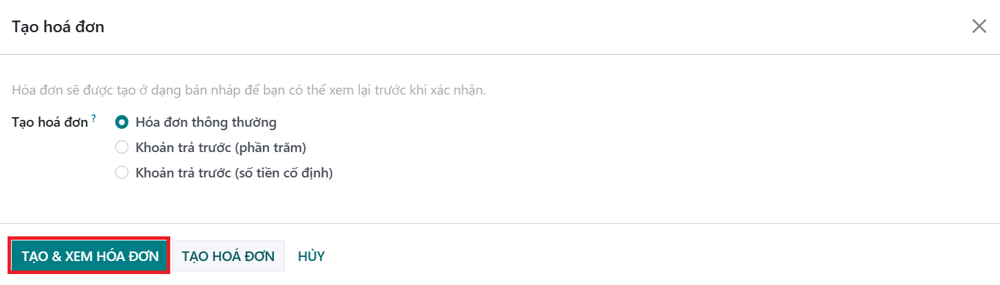 Tạo hoá đơn
Hóa đơn sẽ được tạo ở dạng bản nháp để bạn có thể xem lại trước khi xác nhận.
Tạo hoá đơn ? Hóa đơn thông thường
Khoản trả trước (phần trăm)
Khoản trả trước (số tiền cố định)
TẠO & XEM HÓA ĐƠN TẠO HOÁ ĐƠN HỦY